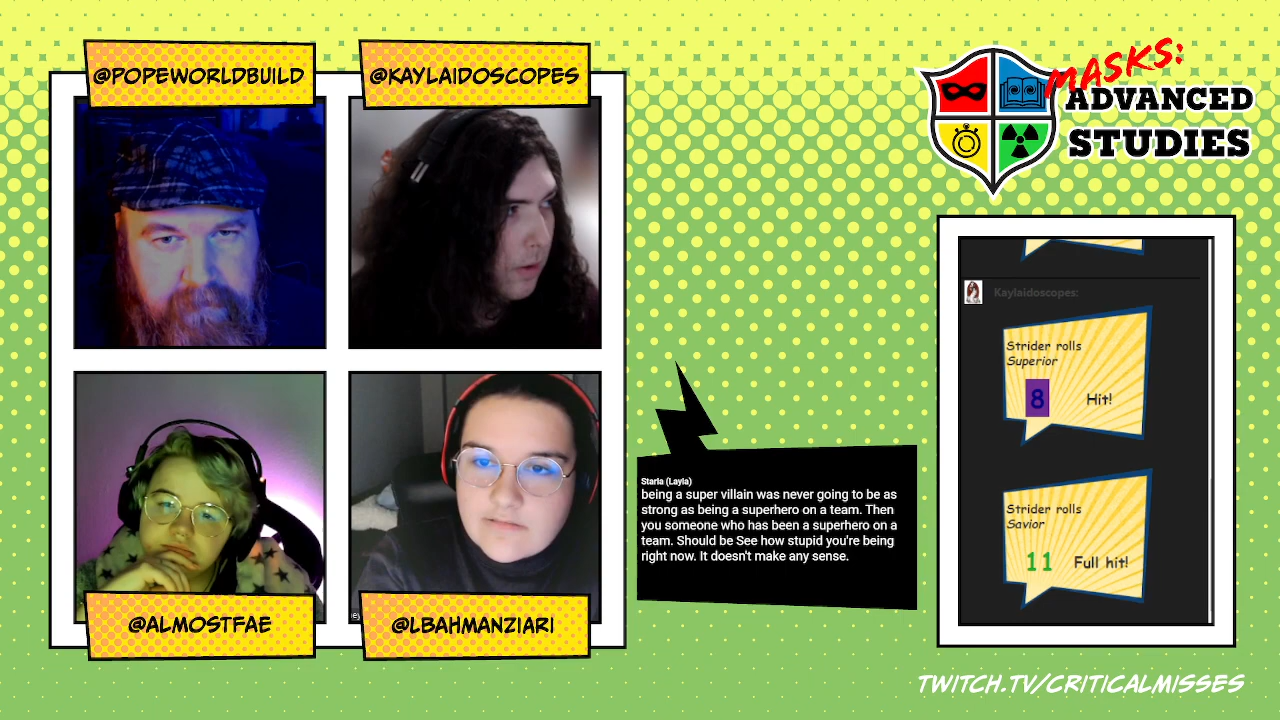 @POPEWORLDBUILD
@KAYLAIDOSCOPES
MASKS:
ADVANCED
STUDIES
Kaylaidoscopes:
Strider rolls
Superior
8 Hit!
Strider rolls
Savior
11 Full hit!
Starla (Layla)
being a super villain was never going to be as
strong as being a superhero on a team. Then
you someone who has been a superhero on a
team. Should be See how stupid you're being
right now. It doesn't make any sense.
@ALMOSTFAE
@LBAHMANZIARI
TWITCH.TV/CRITICALMISSES